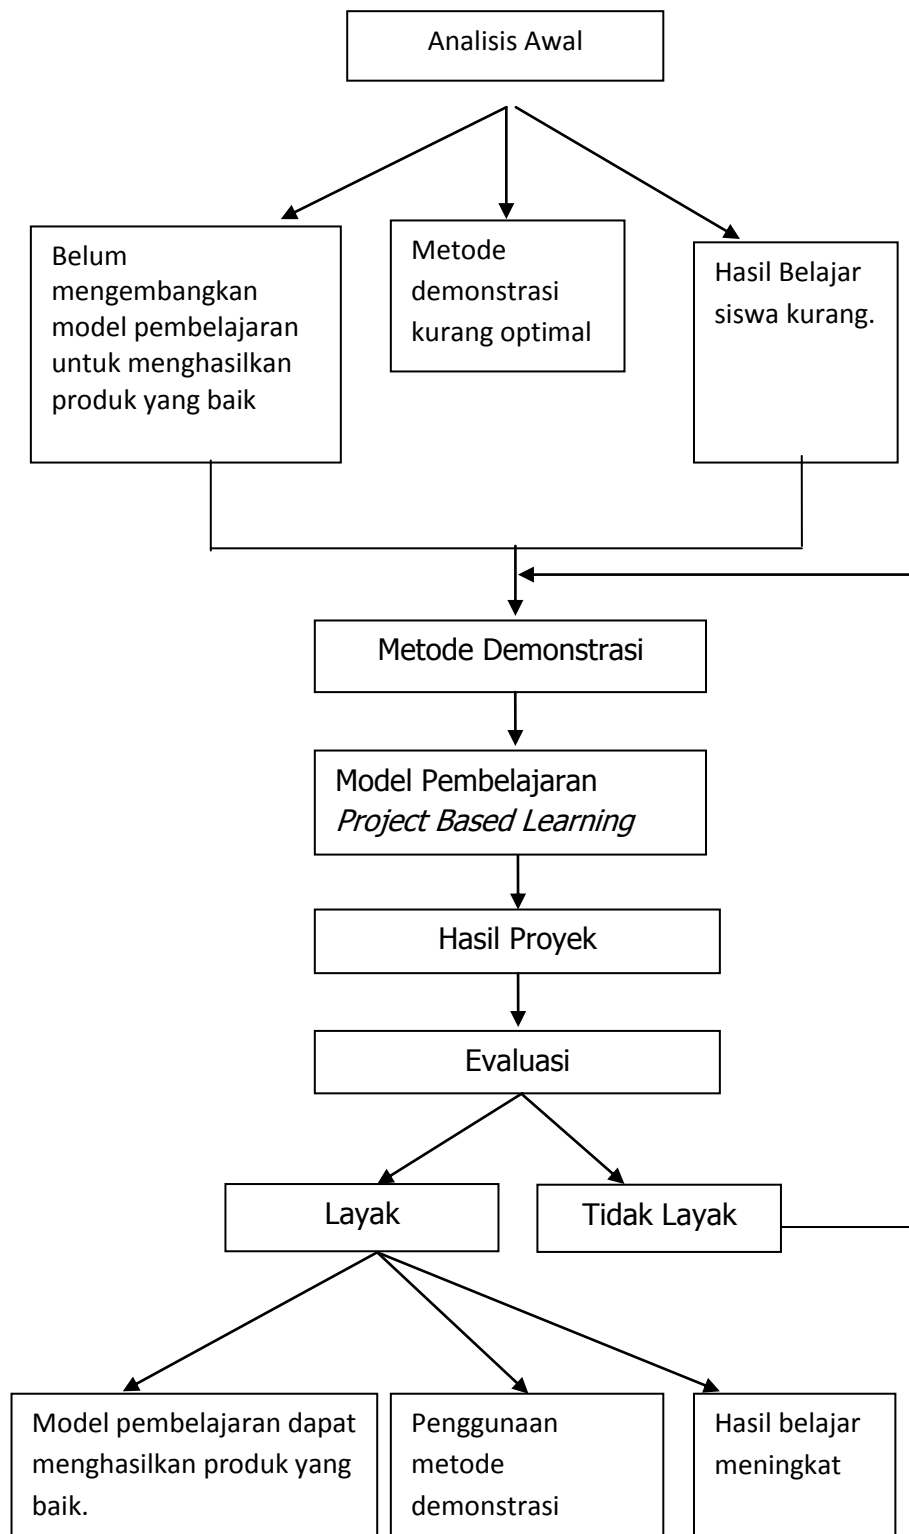 Analisis Awal
Belum
mengembangkan
model pembelajaran
untuk menghasilkan
produk yang baik
Metode
demonstrasi
kurang optimal
Hasil Belajar
siswa kurang.
Metode Demonstrasi
Model Pembelajaran
Project Based Learning
Hasil Proyek
Evaluasi
Layak
Tidak Layak
Model pembelajaran dapat
menghasilkan produk yang
baik.
Penggunaan
metode
demonstrasi
Hasil belajar
meningkat